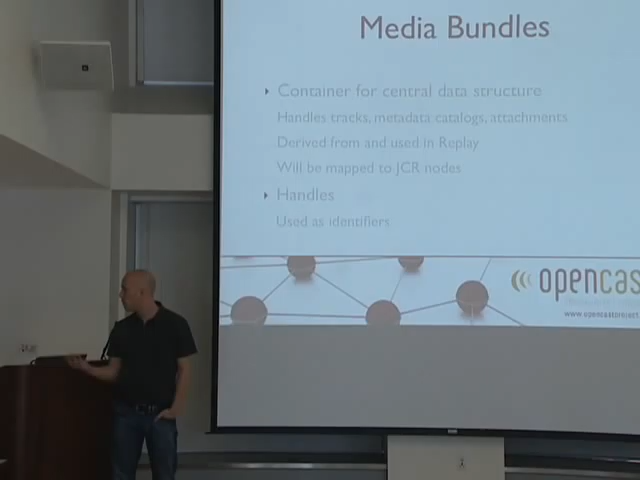 Media Bundles
Container for central data structure
Handles tracks, metadata catalogs, attachments
Derived from and used in Replay
Will be mapped to JCR nodes
Handles
Used as identifiers
opencas
www.opencastproject.